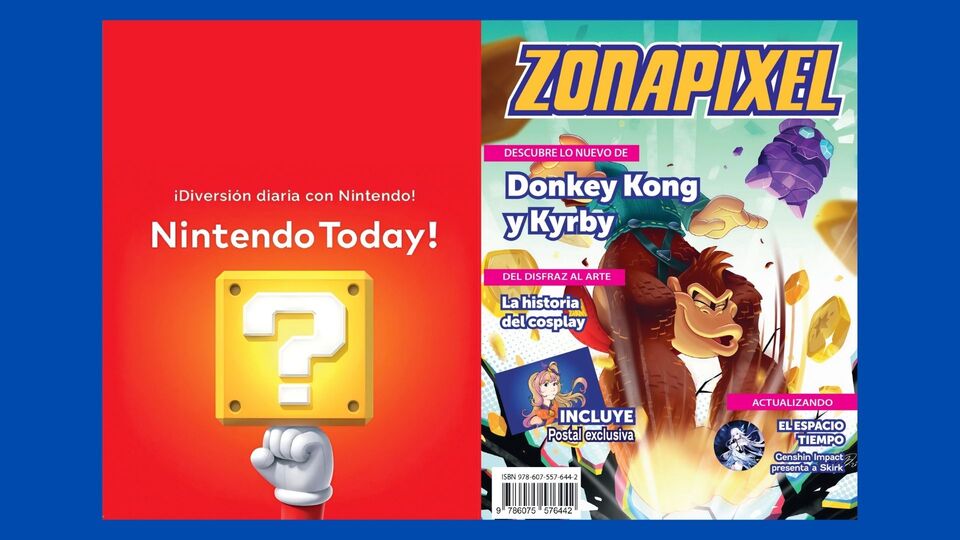 ¡Diversión diaria con Nintendo!
Nintendo Today!
ZONAPIXEL
DESCUBRE LO NUEVO DE
Donkey Kong
y Kyrby
DEL DISFRAZ AL ARTE
La historia
del cosplay
INCLUYE
Postal exclusiva
ACTUALIZANDO
EL ESPACIO
TIEMPO
Genshin Impact
presenta a Skirk
ISBN 978-607-557-644-2
9 786075 576442